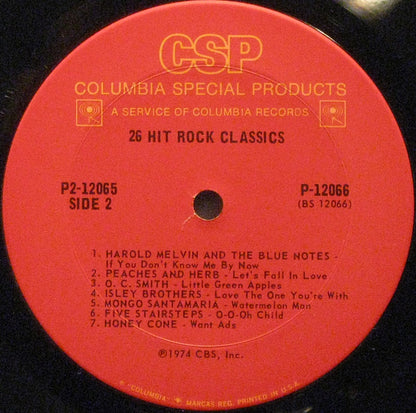 CSP
COLUMBIA SPECIAL PRODUCTS
A SERVICE OF COLUMBIA RECORDS
26 HIT ROCK CLASSICS
P2-12065
SIDE 2
P-12066
(BS 12066)
1. HAROLD MELVIN AND THE BLUE NOTES -
If You Don't Know Me By Now
2. PEACHES AND HERB - Let's Fall In Love
3. O. C. SMITH - Little Green Apples
4. ISLEY BROTHERS - Love The One You're With
5. MONGO SANTAMARIA - Watermelon Man
6. FIVE STAIRSTEPS - O-O-Oh Child
7. HONEY CONE - Want Ads
℗1974 CBS, Inc.
® "COLUMBIA", MARCAS REG. PRINTED IN U.S.A.